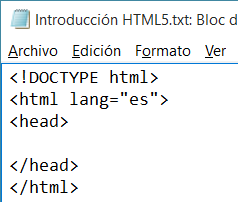 Introducción HTML5.txt: Bloc d
Archivo Edición Formato Ver
<!DOCTYPE html>
<html lang="es">
<head>
</head>
</html>